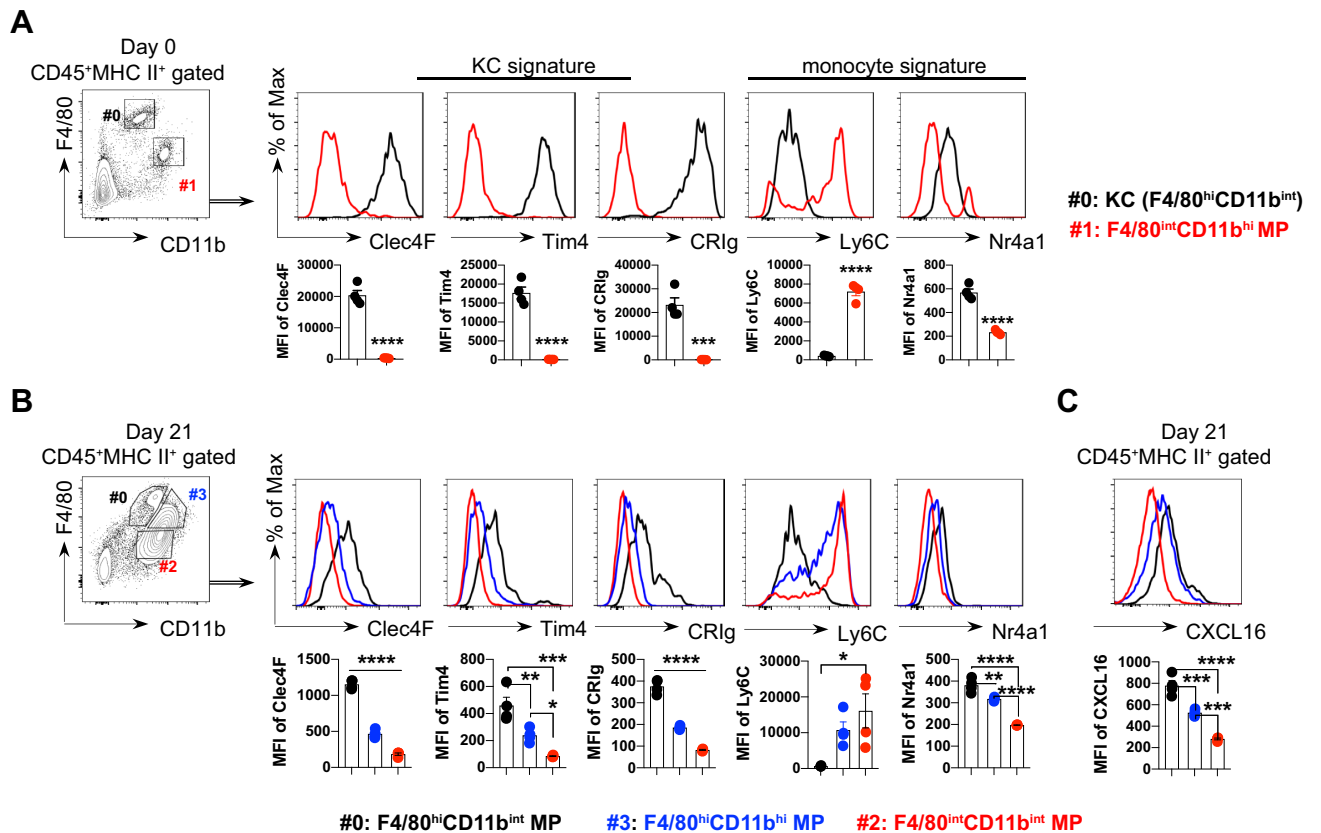 A
Day 0
CD45⁺MHC II⁺ gated
F4/80
#0
#1
CD11b
KC signature
monocyte signature
% of Max
Clec4F
Tim4
CRIg
Ly6C
Nr4a1
#0: KC (F4/80ʰⁱCD11bⁱⁿᵗ)
#1: F4/80ⁱⁿᵗCD11bʰⁱ MP
MFI of Clec4F
30000
20000
10000
0
****
MFI of Tim4
25000
20000
15000
10000
5000
0
****
MFI of CRIg
40000
30000
20000
10000
0
***
MFI of Ly6C
10000
8000
6000
4000
2000
0
****
MFI of Nr4a1
800
600
400
200
0
****
B
Day 21
CD45⁺MHC II⁺ gated
F4/80
#0
#3
#2
CD11b
% of Max
Clec4F
Tim4
CRIg
Ly6C
Nr4a1
MFI of Clec4F
1500
1000
500
0
****
MFI of Tim4
800
600
400
200
0
***
**
*
MFI of CRIg
500
400
300
200
100
0
****
MFI of Ly6C
30000
20000
10000
0
*
MFI of Nr4a1
500
400
300
200
100
0
****
**
****
C
Day 21
CD45⁺MHC II⁺ gated
CXCL16
MFI of CXCL16
1000
800
600
400
200
0
****
***
***
#0: F4/80ʰⁱCD11bⁱⁿᵗ MP
#3: F4/80ʰⁱCD11bʰⁱ MP
#2: F4/80ⁱⁿᵗCD11bⁱⁿᵗ MP